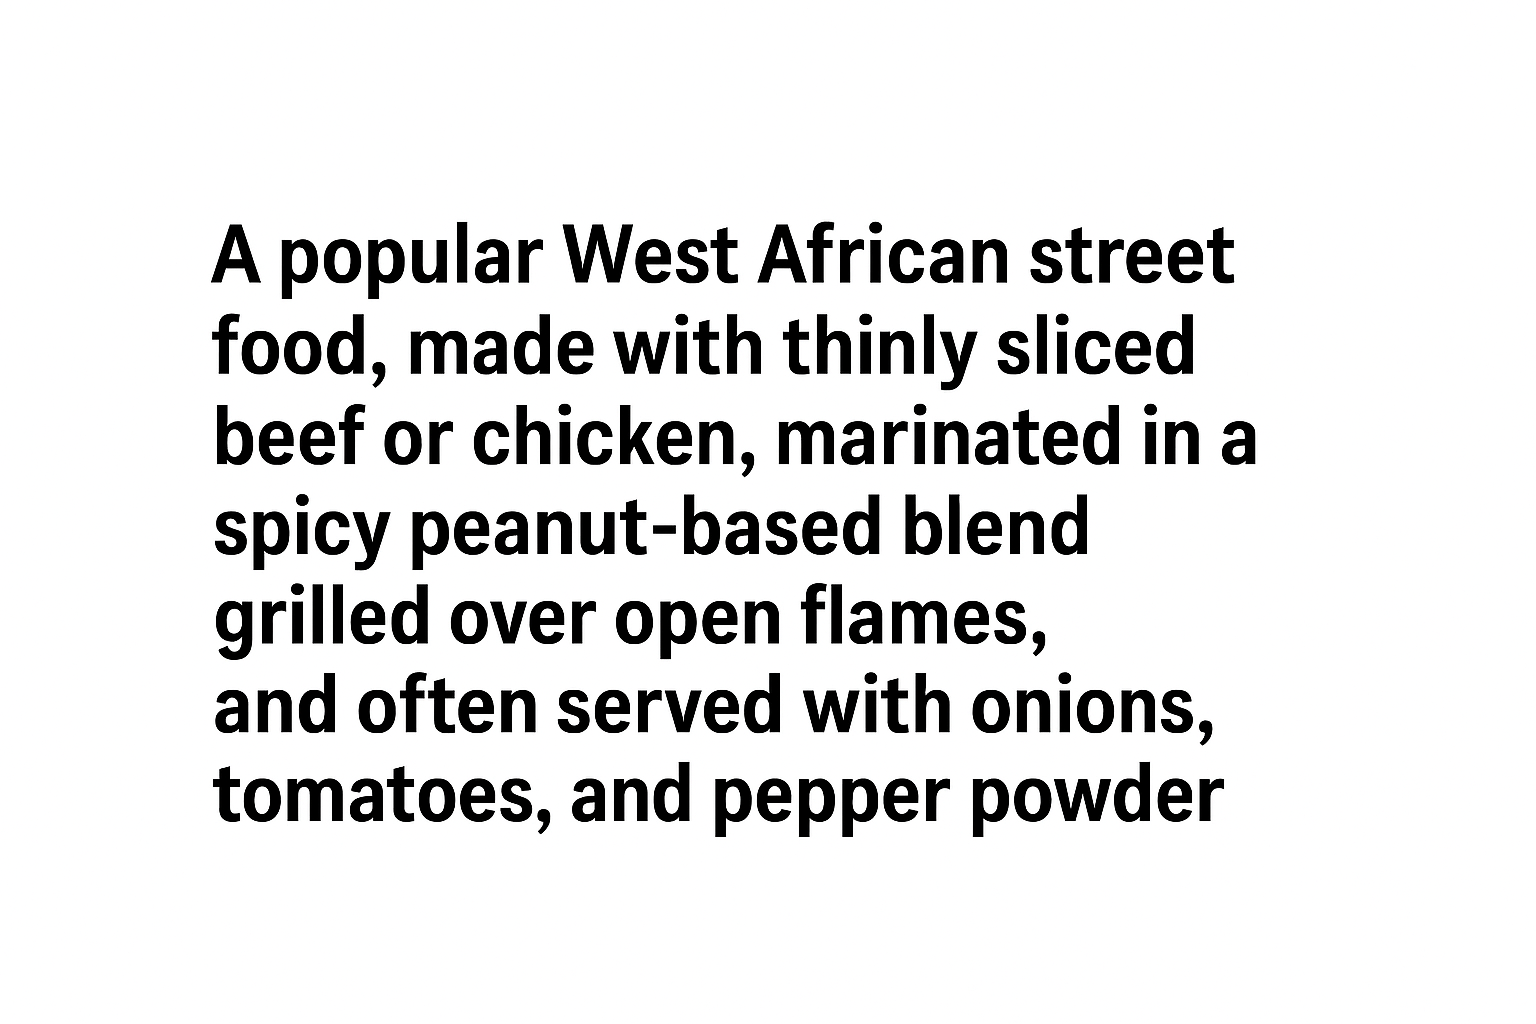 A popular West African street
food, made with thinly sliced
beef or chicken, marinated in a
spicy peanut-based blend
grilled over open flames,
and often served with onions,
tomatoes, and pepper powder